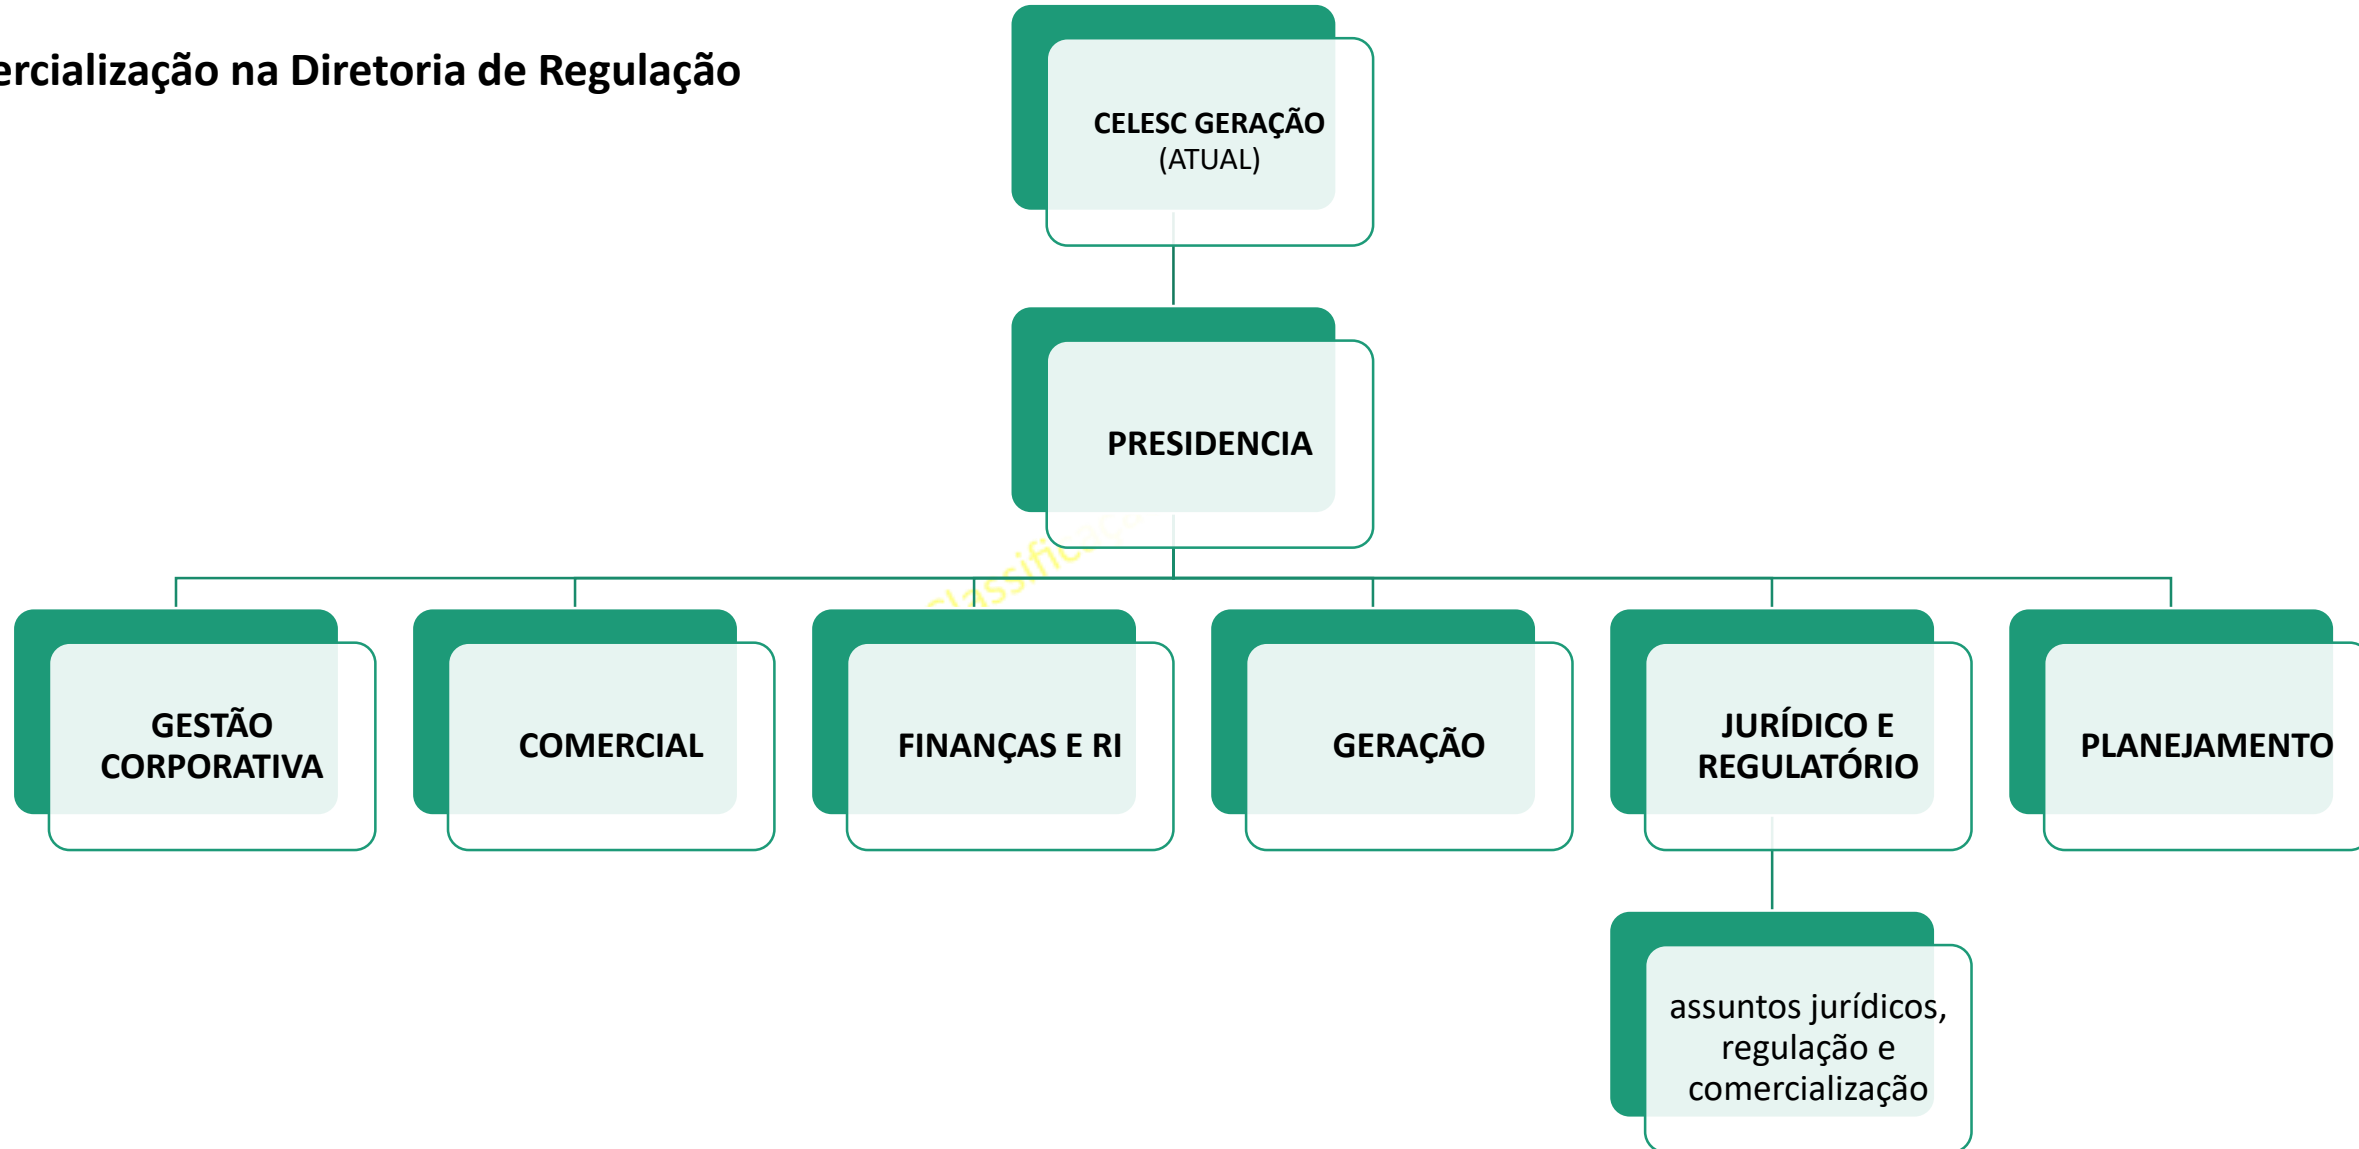 ercialização na Diretoria de Regulação
CELESC GERAÇÃO
(ATUAL)
PRESIDENCIA
GESTÃO
CORPORATIVA
COMERCIAL
FINANÇAS E RI
GERAÇÃO
JURÍDICO E
REGULATÓRIO
PLANEJAMENTO
assuntos jurídicos,
regulação e
comercialização